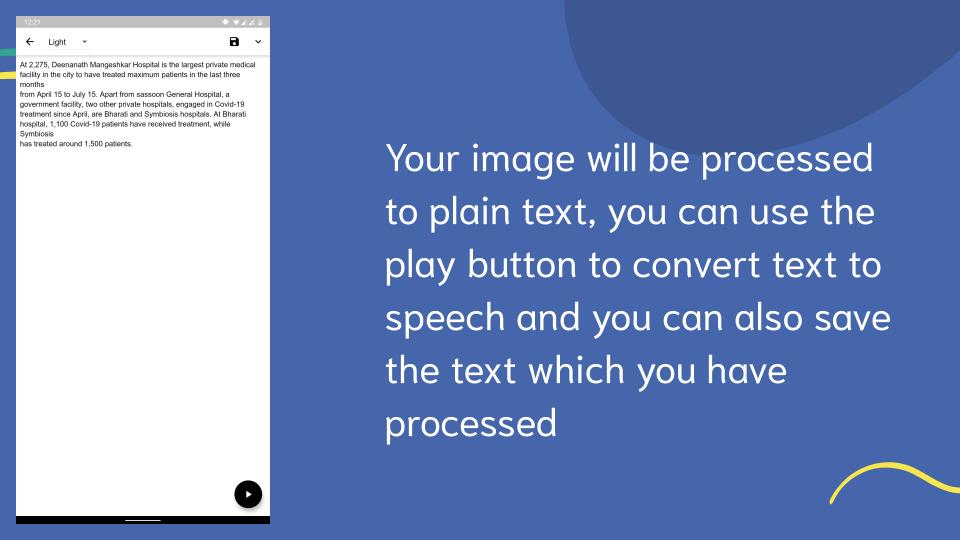 12:21
Light
At 2,275, Deenanath Mangeshkar Hospital is the largest private medical
facility in the city to have treated maximum patients in the last three
months
from April 15 to July 15. Apart from sassoon General Hospital, a
government facility, two other private hospitals, engaged in Covid-19
treatment since April, are Bharati and Symbiosis hospitals. At Bharati
hospital, 1,100 Covid-19 patients have received treatment, while
Symbiosis
has treated around 1,500 patients.
Your image will be processed
to plain text, you can use the
play button to convert text to
speech and you can also save
the text which you have
processed